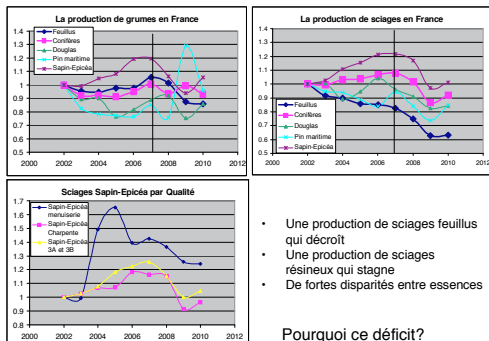 La production de grumes en France
Feuillus
Conifères
Douglas
Pin maritime
Sapin-Epicéa
1.4
1.3
1.2
1.1
1
0.9
0.8
0.7
0.6
0.5
2000 2002 2004 2006 2008 2010 2012
La production de sciages en France
1.4
1.3
1.2
1.1
1
0.9
0.8
0.7
0.6
0.5
Feuillus
Conifères
Douglas
Pin maritime
Sapin-Epicéa
2000 2002 2004 2006 2008 2010 2012
Sciages Sapin-Epicéa par Qualité
1.7
1.6
1.5
1.4
1.3
1.2
1.1
1
0.9
0.8
Sapin-Epicéa
menuiserie
Sapin-Epicéa
Charpente
Sapin-Epicéa
3A et 3B
2000 2002 2004 2006 2008 2010 2012
• Une production de sciages feuillus
qui décroît
• Une production de sciages
résineux qui stagne
• De fortes disparités entre essences
Pourquoi ce déficit?